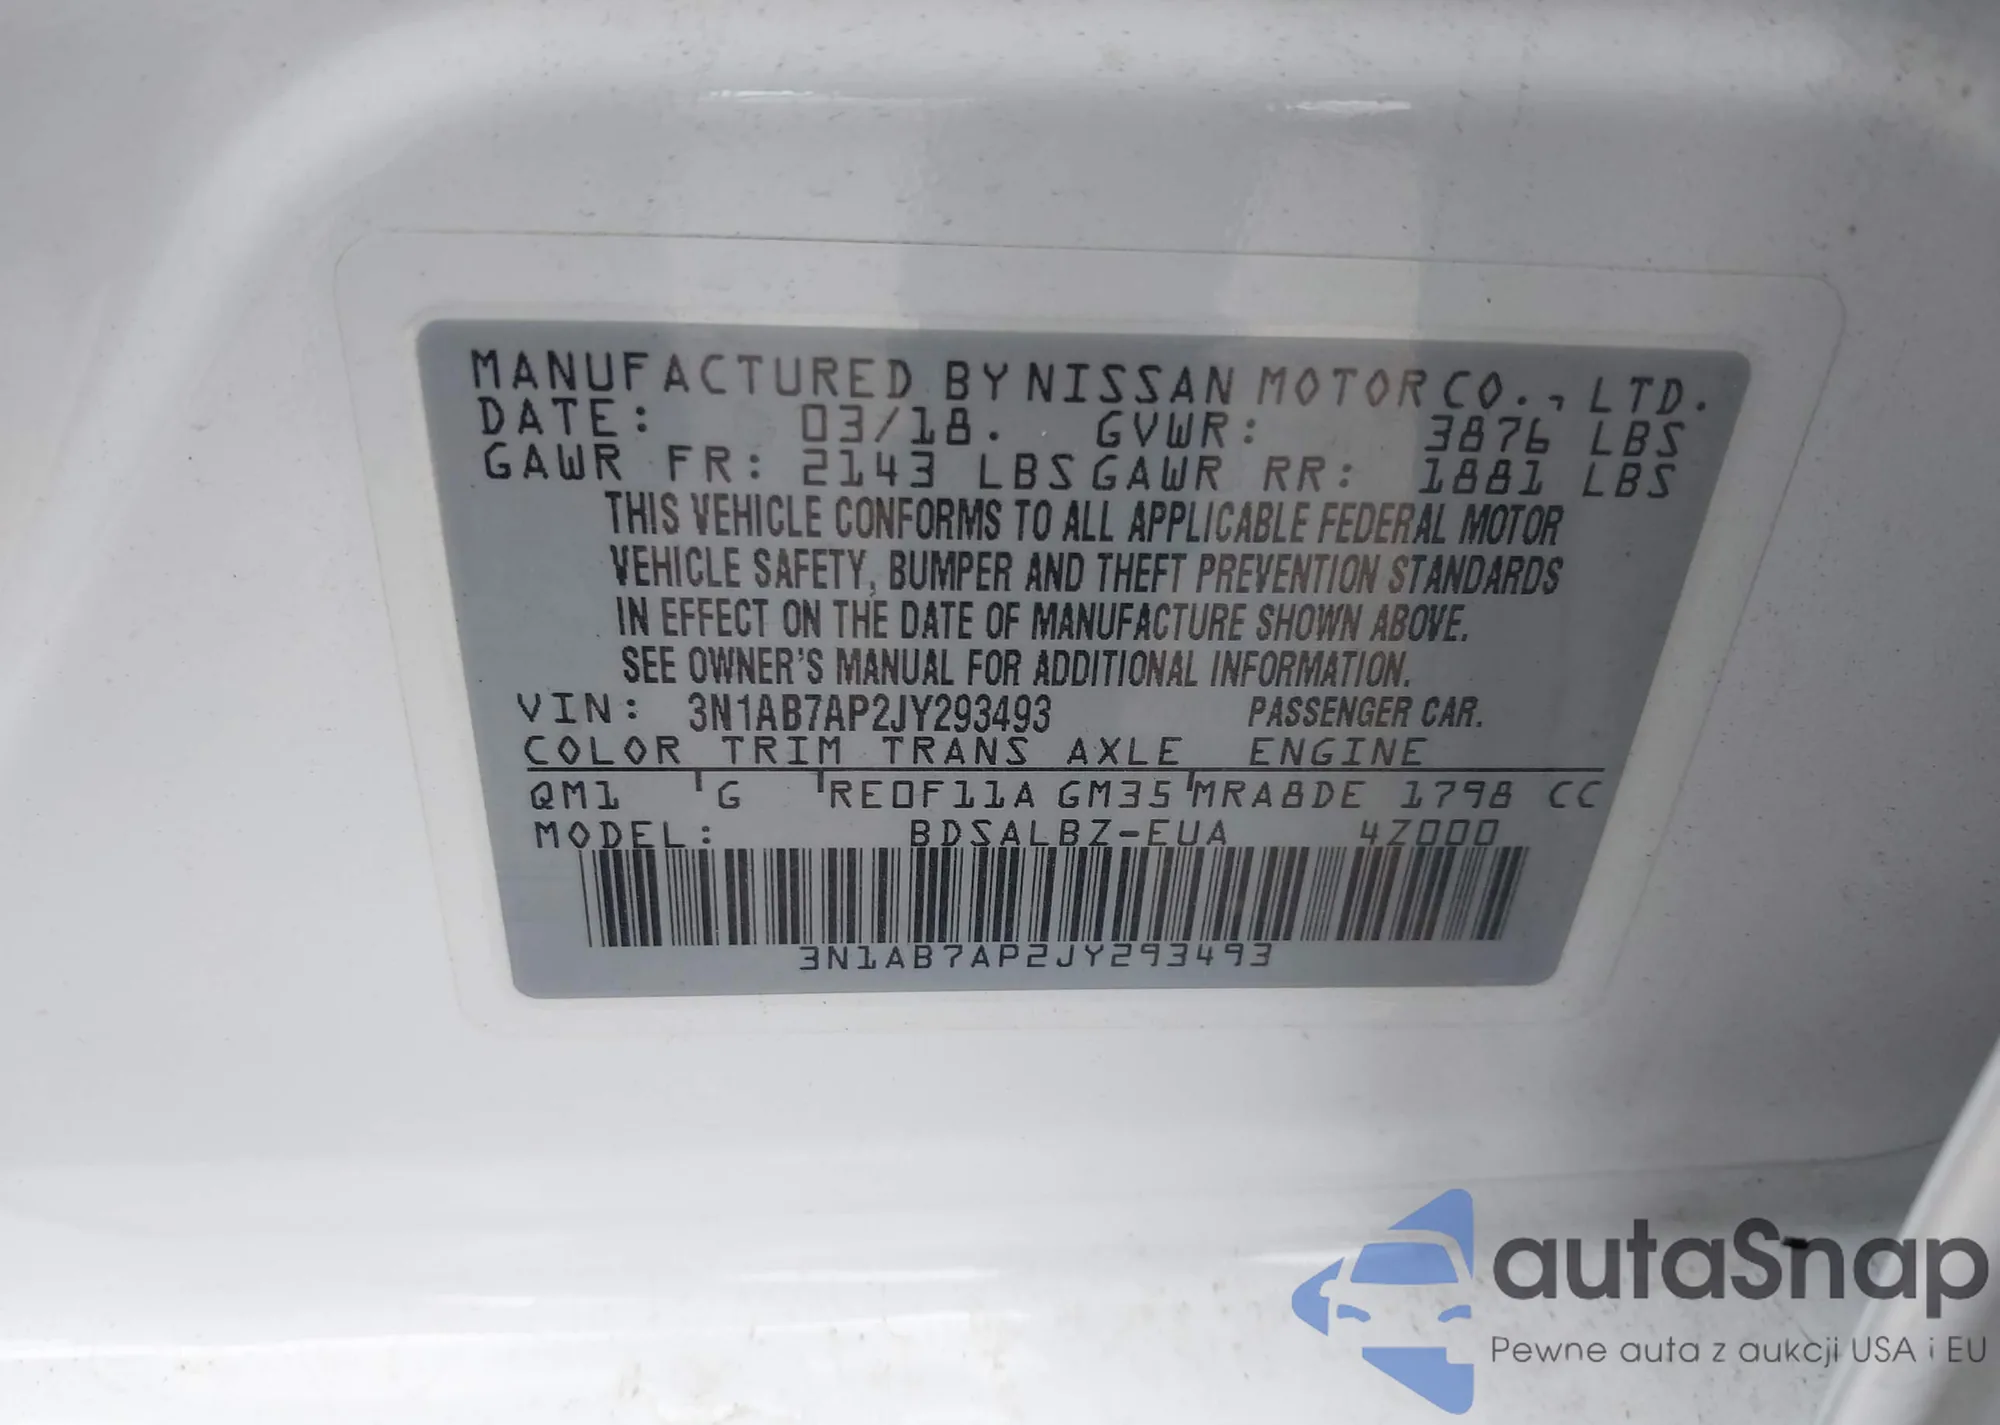 MANUFACTURED BY NISSAN MOTOR CO., LTD.
DATE: 03/18. GVWR: 3876 LBS
GAWR FR: 2143 LBS GAWR RR: 1881 LBS
THIS VEHICLE CONFORMS TO ALL APPLICABLE FEDERAL MOTOR
VEHICLE SAFETY, BUMPER AND THEFT PREVENTION STANDARDS
IN EFFECT ON THE DATE OF MANUFACTURE SHOWN ABOVE.
SEE OWNER'S MANUAL FOR ADDITIONAL INFORMATION.
VIN: 3N1AB7AP2JY293493 PASSENGER CAR.
COLOR TRIM TRANS AXLE ENGINE
QM1 G RE0F11A GM35 MRA8DE 1798 CC
MODEL: BDSALBZ-EUA 4Z000
3N1AB7AP2JY293493
autaSnap
Pewne auta z aukcji USA i EU